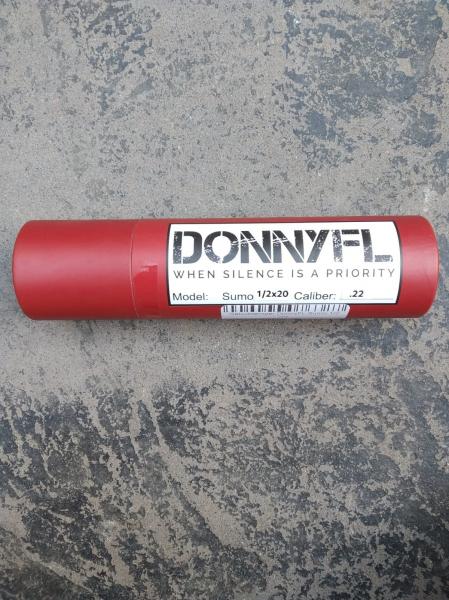 DONNYFL
WHEN SILENCE IS A PRIORITY
Model: Sumo 1/2x20 Caliber: .22